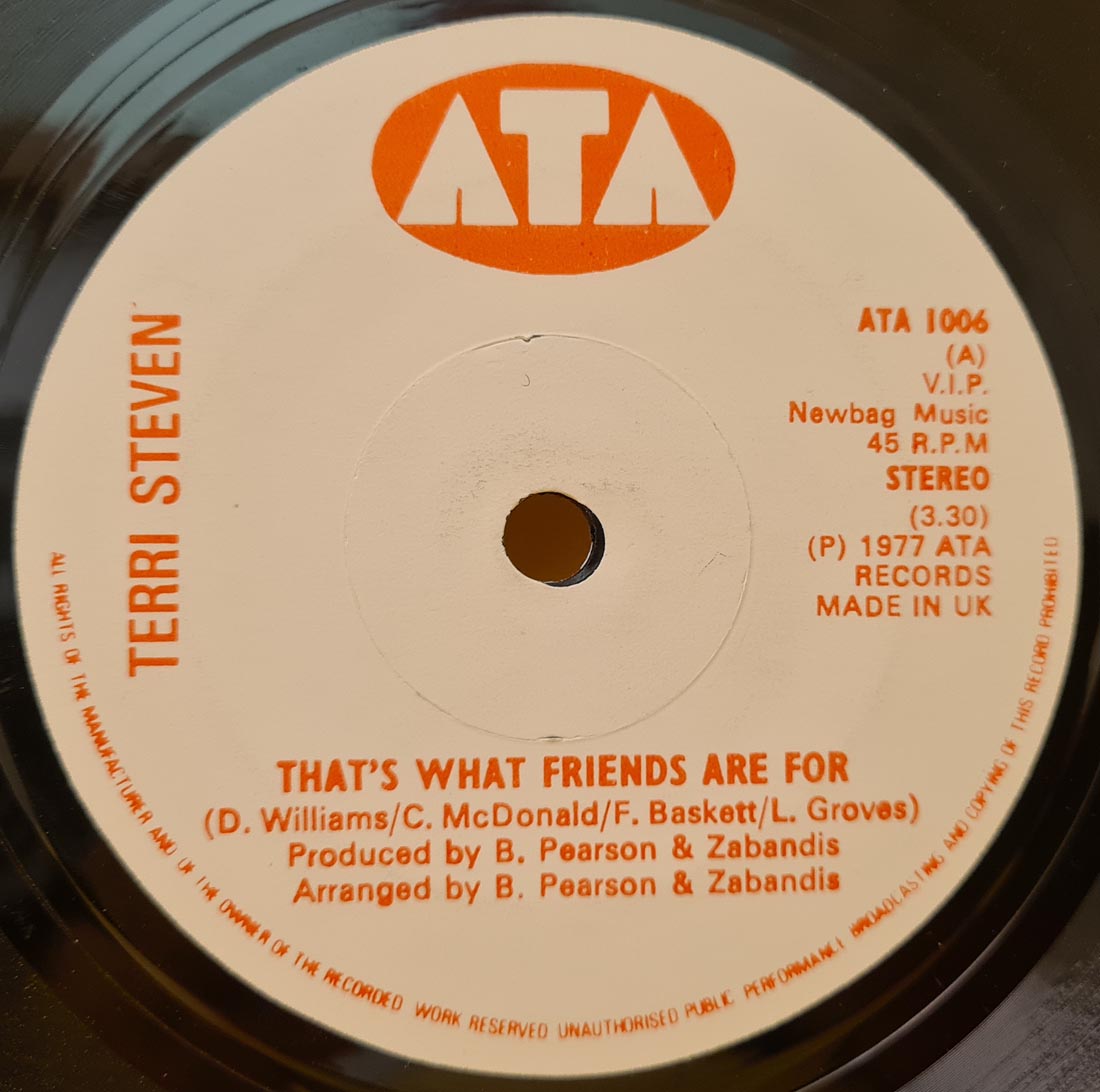 ATA
TERRI STEVEN
ATA 1006
(A)
V.I.P.
Newbag Music
45 R.P.M
STEREO
(3.30)
(P) 1977 ATA
RECORDS
MADE IN UK
THAT'S WHAT FRIENDS ARE FOR
(D. Williams/C. McDonald/F. Baskett/L. Groves)
Produced by B. Pearson & Zabandis
Arranged by B. Pearson & Zabandis
ALL RIGHTS OF THE MANUFACTURER AND OF THE OWNER OF THE RECORDED WORK RESERVED UNAUTHORISED PUBLIC PERFORMANCE BROADCASTING AND COPYING OF THIS RECORD PROHIBITED